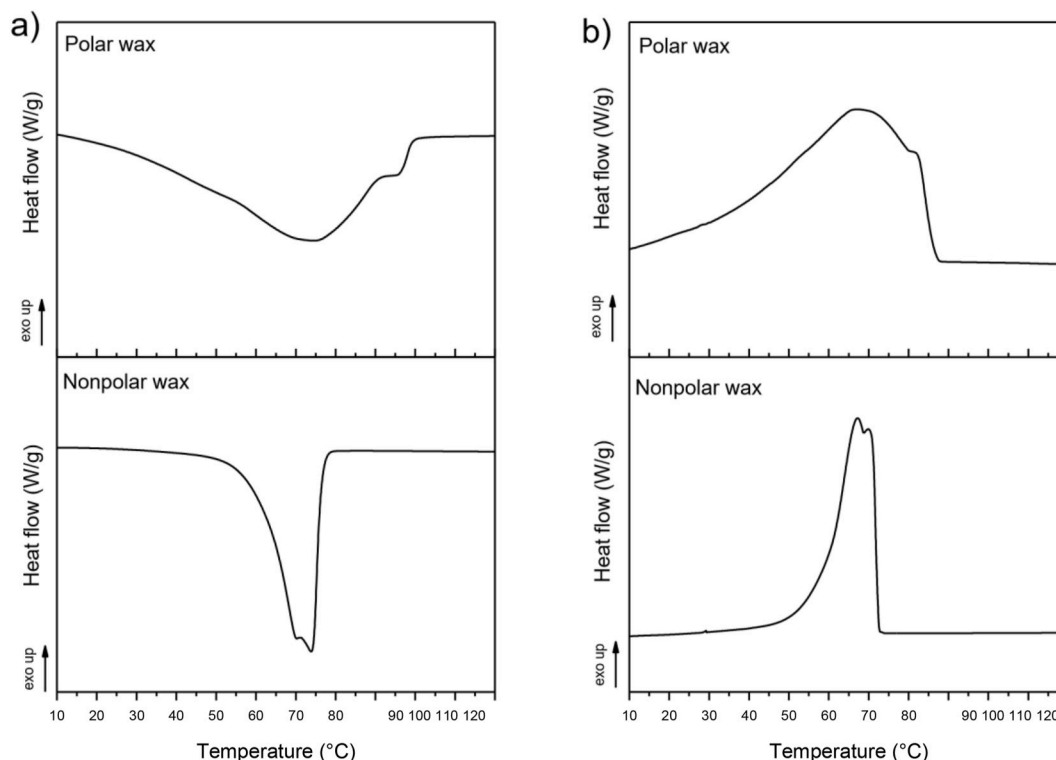 a)
Polar wax
Heat flow (W/g)
exo up
Nonpolar wax
Heat flow (W/g)
exo up
10 20 30 40 50 60 70 80 90 100 110 120
Temperature (°C)
b)
Polar wax
Heat flow (W/g)
exo up
Nonpolar wax
Heat flow (W/g)
exo up
10 20 30 40 50 60 70 80 90 100 110 120
Temperature (°C)